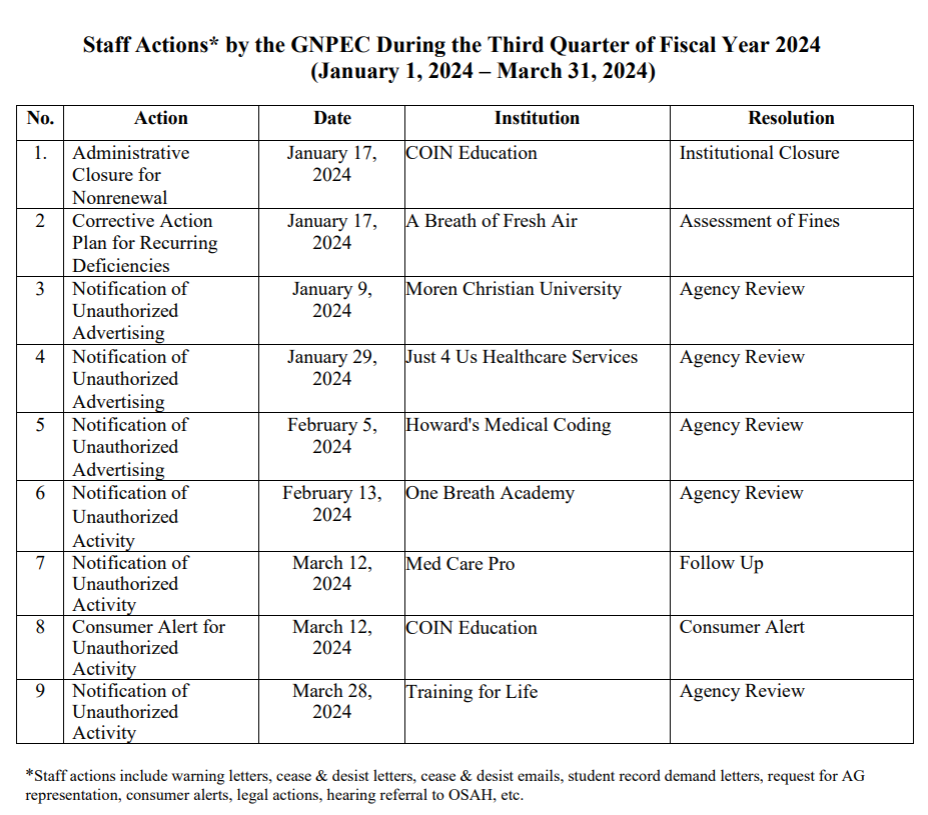 Staff Actions* by the GNPEC During the Third Quarter of Fiscal Year 2024
(January 1, 2024 – March 31, 2024)
No. Action Date Institution Resolution
1. Administrative January 17, COIN Education Institutional Closure
Closure for 2024
Nonrenewal
2 Corrective Action January 17, A Breath of Fresh Air Assessment of Fines
Plan for Recurring 2024
Deficiencies
3 Notification of January 9, Moren Christian University Agency Review
Unauthorized 2024
Advertising
4 Notification of January 29, Just 4 Us Healthcare Services Agency Review
Unauthorized 2024
Advertising
5 Notification of February 5, Howard's Medical Coding Agency Review
Unauthorized 2024
Advertising
6 Notification of February 13, One Breath Academy Agency Review
Unauthorized 2024
Activity
7 Notification of March 12, Med Care Pro Follow Up
Unauthorized 2024
Activity
8 Consumer Alert for March 12, COIN Education Consumer Alert
Unauthorized 2024
Activity
9 Notification of March 28, Training for Life Agency Review
Unauthorized 2024
Activity
*Staff actions include warning letters, cease & desist letters, cease & desist emails, student record demand letters, request for AG
representation, consumer alerts, legal actions, hearing referral to OSAH, etc.